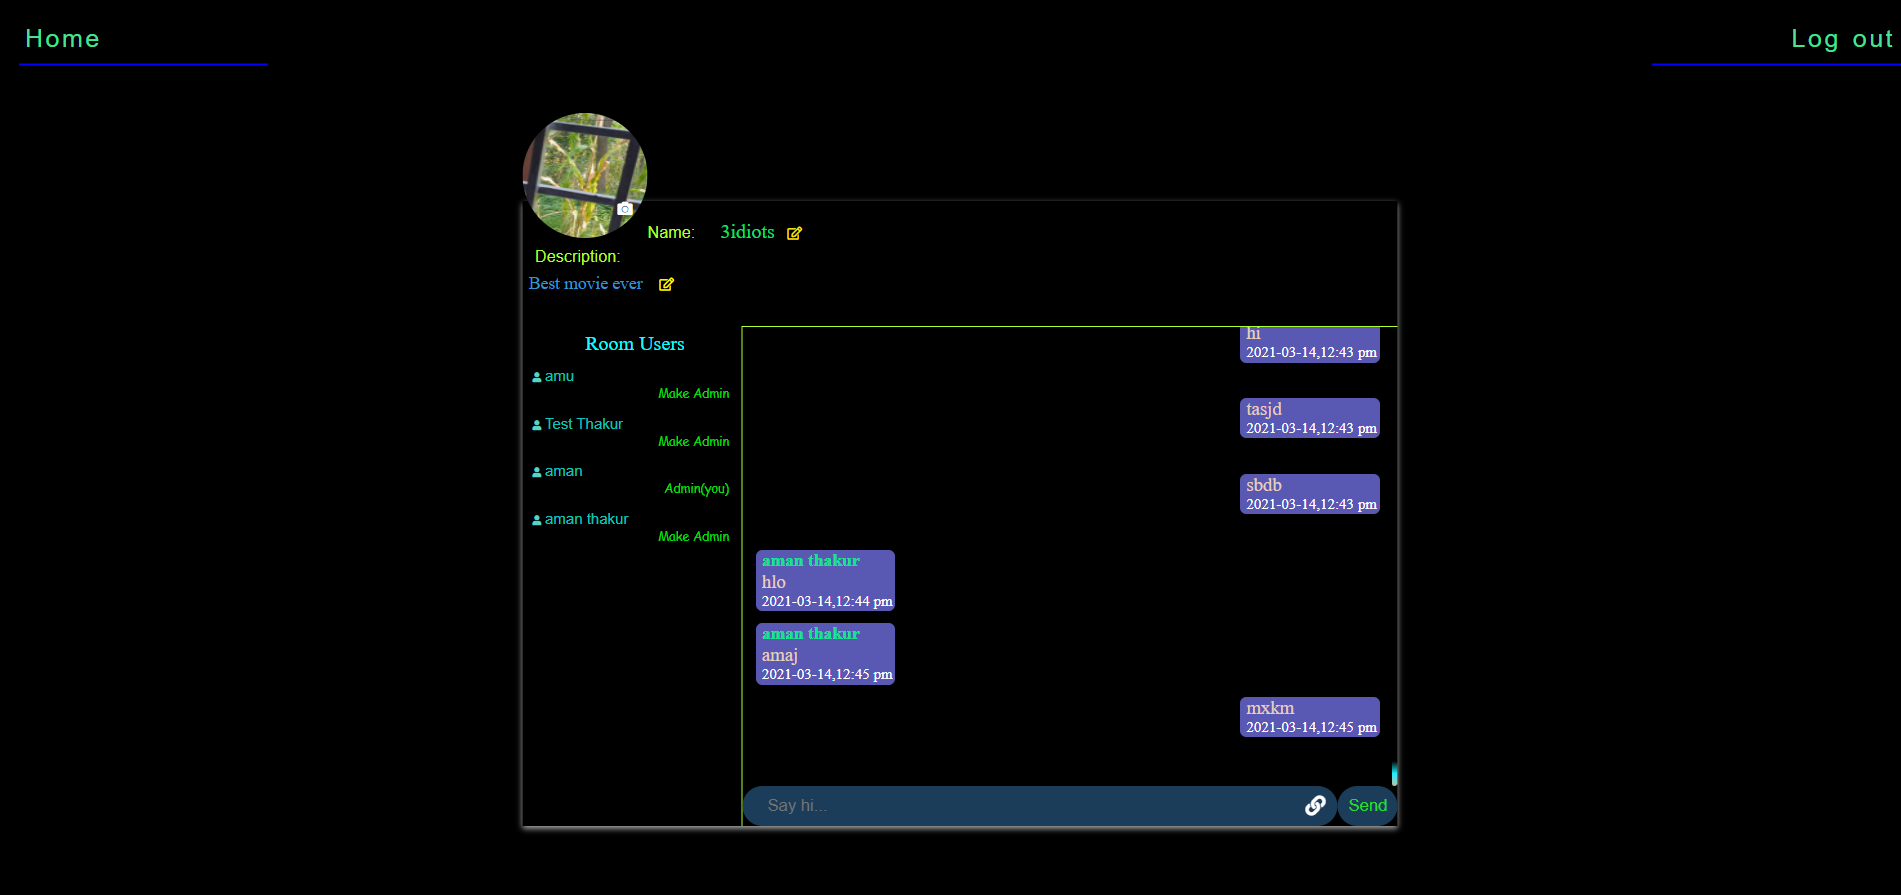 Home
Log out
Name: 3idiots
Description:
Best movie ever
Room Users
amu
Make Admin
Test Thakur
Make Admin
aman
Admin(you)
aman thakur
Make Admin
hi
2021-03-14,12:43 pm
tasjd
2021-03-14,12:43 pm
sbdb
2021-03-14,12:43 pm
aman thakur
hlo
2021-03-14,12:44 pm
aman thakur
amaj
2021-03-14,12:45 pm
mxkm
2021-03-14,12:45 pm
Say hi...
Send